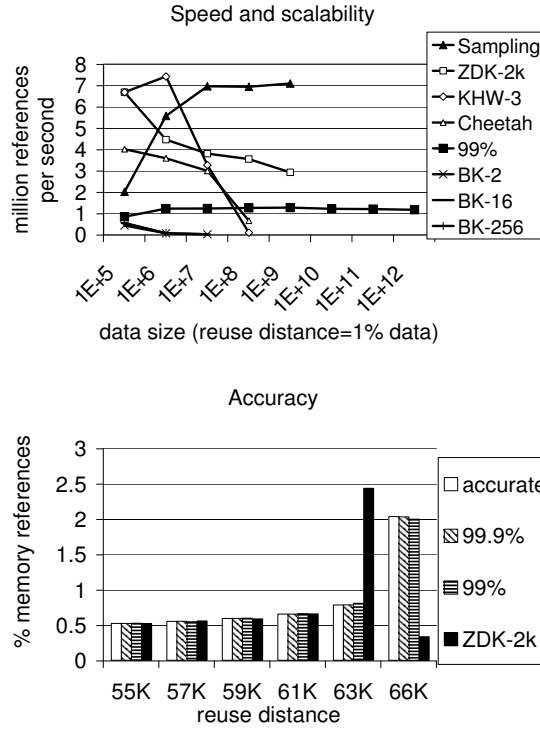 Speed and scalability
million references
per second
8
7
6
5
4
3
2
1
0
1E+5
1E+6
1E+7
1E+8
1E+9
1E+10
1E+11
1E+12
data size (reuse distance=1% data)
Sampling
ZDK-2k
KHW-3
Cheetah
99%
BK-2
BK-16
BK-256
Accuracy
% memory references
3
2.5
2
1.5
1
0.5
0
55K 57K 59K 61K 63K 66K
reuse distance
accurate
99.9%
99%
ZDK-2k